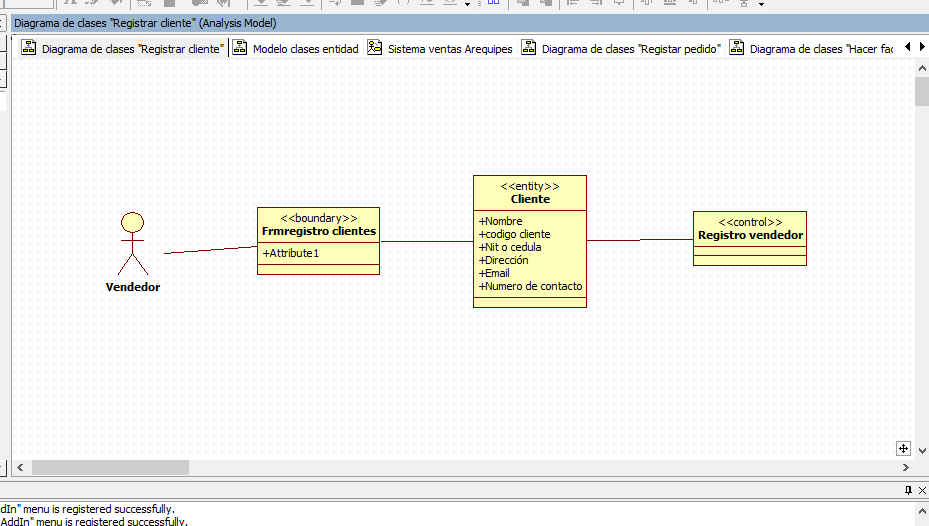 Diagrama de clases "Registrar cliente" (Analysis Model)
Diagrama de clases "Registrar cliente"
Modelo clases entidad
Sistema ventas Arequipes
Diagrama de clases "Registar pedido"
Diagrama de clases "Hacer fac
<<boundary>>
Frmregistro clientes
+Attribute1
Vendedor
<<entity>>
Cliente
+Nombre
+codigo cliente
+Nit o cedula
+Dirección
+Email
+Numero de contacto
<<control>>
Registro vendedor
dIn" menu is registered successfully.
AddIn" menu is registered successfully.